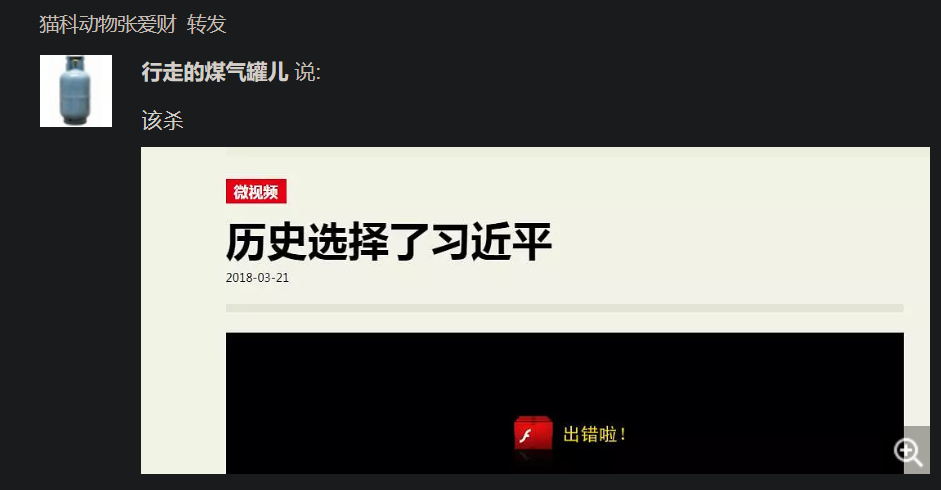 猫科动物张爱财 转发
行走的煤气罐儿 说:
该杀
微视频
历史选择了习近平
2018-03-21
出错啦！